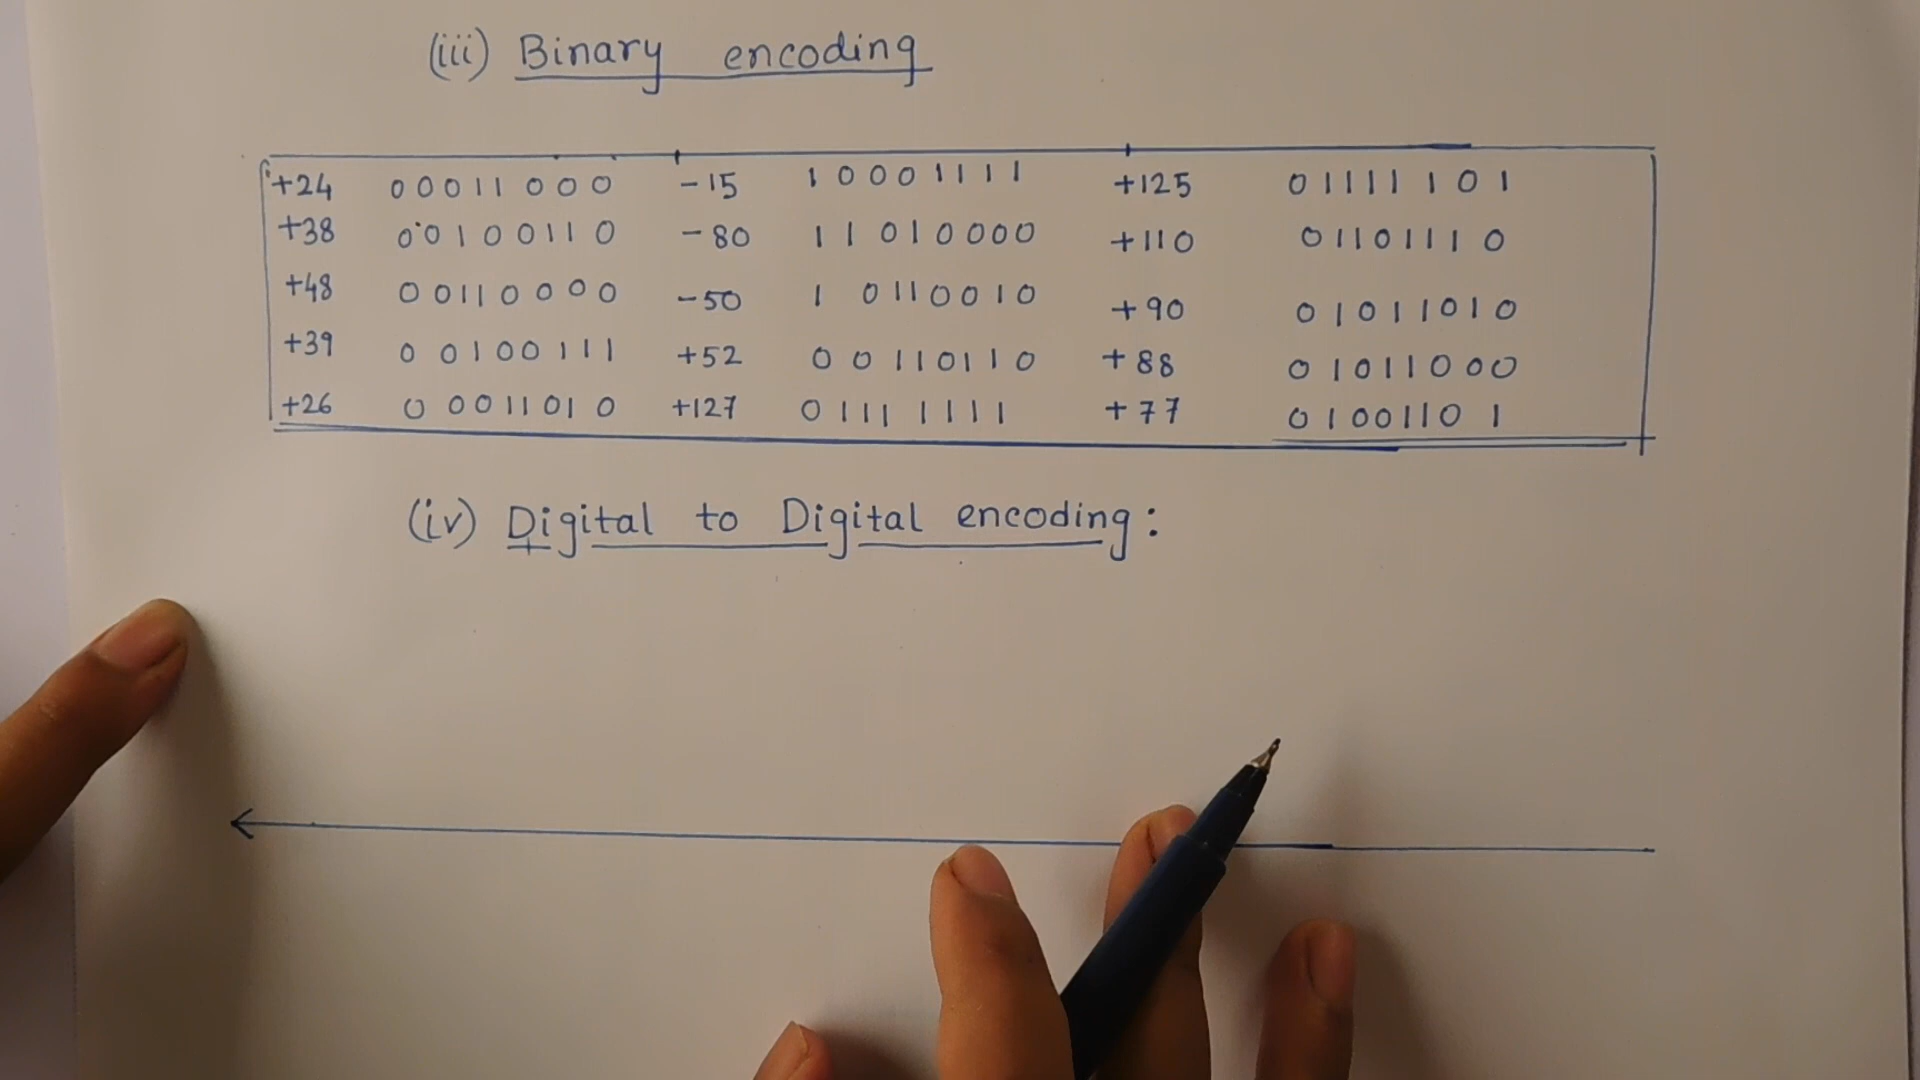 (iii) Binary encoding
+24 00011000 -15 10001111 +125 01111101
+38 00100110 -80 11010000 +110 01101110
+48 00110000 -50 10110010 +90 01011010
+39 00100111 +52 00110110 +88 01011000
+26 00011010 +127 01111111 +77 01001101
(iv) Digital to Digital encoding: